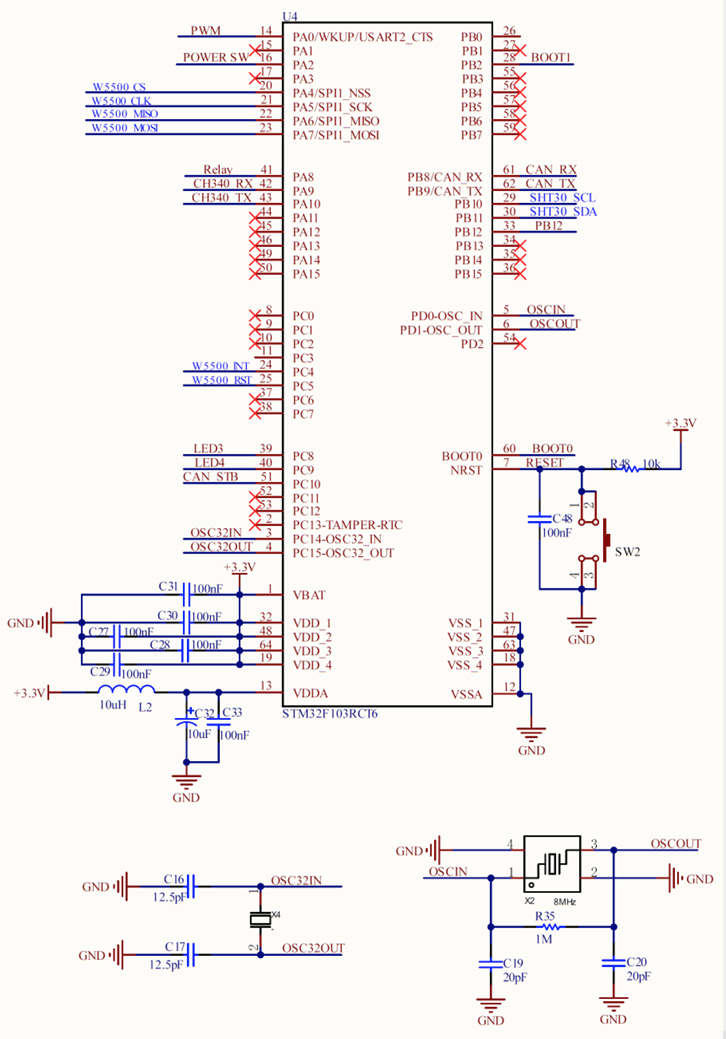 U4
PWM 14 PA0/WKUP/USART2_CTS PB0 26
15 PA1 PB1 27
POWER SW 16 PA2 PB2 28 BOOT1
17 PA3 PB3 55
W5500 CS 20 PA4/SPI1_NSS PB4 56
W5500 CLK 21 PA5/SPI1_SCK PB5 57
W5500 MISO 22 PA6/SPI1_MISO PB6 58
W5500 MOSI 23 PA7/SPI1_MOSI PB7 59
Relay 41 PA8 PB8/CAN_RX 61 CAN_RX
CH340 RX 42 PA9 PB9/CAN_TX 62 CAN_TX
CH340 TX 43 PA10 PB10 29 SHT30_SCL
44 PA11 PB11 30 SHT30_SDA
45 PA12 PB12 33 PB12
46 PA13 PB13 34
49 PA14 PB14 35
50 PA15 PB15 36
8 PC0 PD0-OSC_IN 5 OSCIN
9 PC1 PD1-OSC_OUT 6 OSCOUT
10 PC2 PD2 54
11 PC3
W5500 INT 24 PC4
W5500 RST 25 PC5
37 PC6
38 PC7
+3.3V
LED3 39 PC8 BOOT0 60 BOOT0
LED4 40 PC9 NRST 7 RESET R48 10k
CAN_STB 51 PC10
52 PC11
53 PC12
2 PC13-TAMPER-RTC
OSC32IN 3 PC14-OSC32_IN
OSC32OUT 4 PC15-OSC32_OUT
C48
100nF
1 2
SW2
4 3
GND
+3.3V
C31 100nF 1 VBAT
GND C30 100nF 32 VDD_1 VSS_1 31
C27 100nF 48 VDD_2 VSS_2 47
C28 100nF 64 VDD_3 VSS_3 63
C29 100nF 19 VDD_4 VSS_4 18
+3.3V 10uH L2 13 VDDA VSSA 12
STM32F103RCT6
C32 C33
10uF 100nF
GND
GND
GND C16 OSC32IN
12.5pF
1
X4
2
GND C17 OSC32OUT
12.5pF
GND 4 3 OSCOUT
OSCIN 1 2 GND
X2 8MHz
R35
1M
C19 C20
20pF 20pF
GND GND